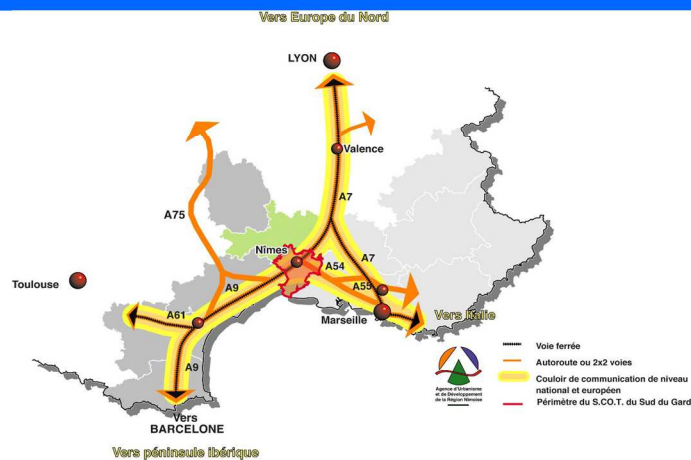 Vers Europe du Nord
LYON
Valence
A7
A75
Nîmes
A7
A54
A9
A55
Toulouse
A61
Marseille
Vers Italie
A9
Vers
BARCELONE
Vers péninsule ibérique
Agence d'Urbanisme
et de Développement
de la Région Nîmoise
Voie ferrée
Autoroute ou 2x2 voies
Couloir de communication de niveau
national et européen
Périmètre du S.CO.T. du Sud du Gard